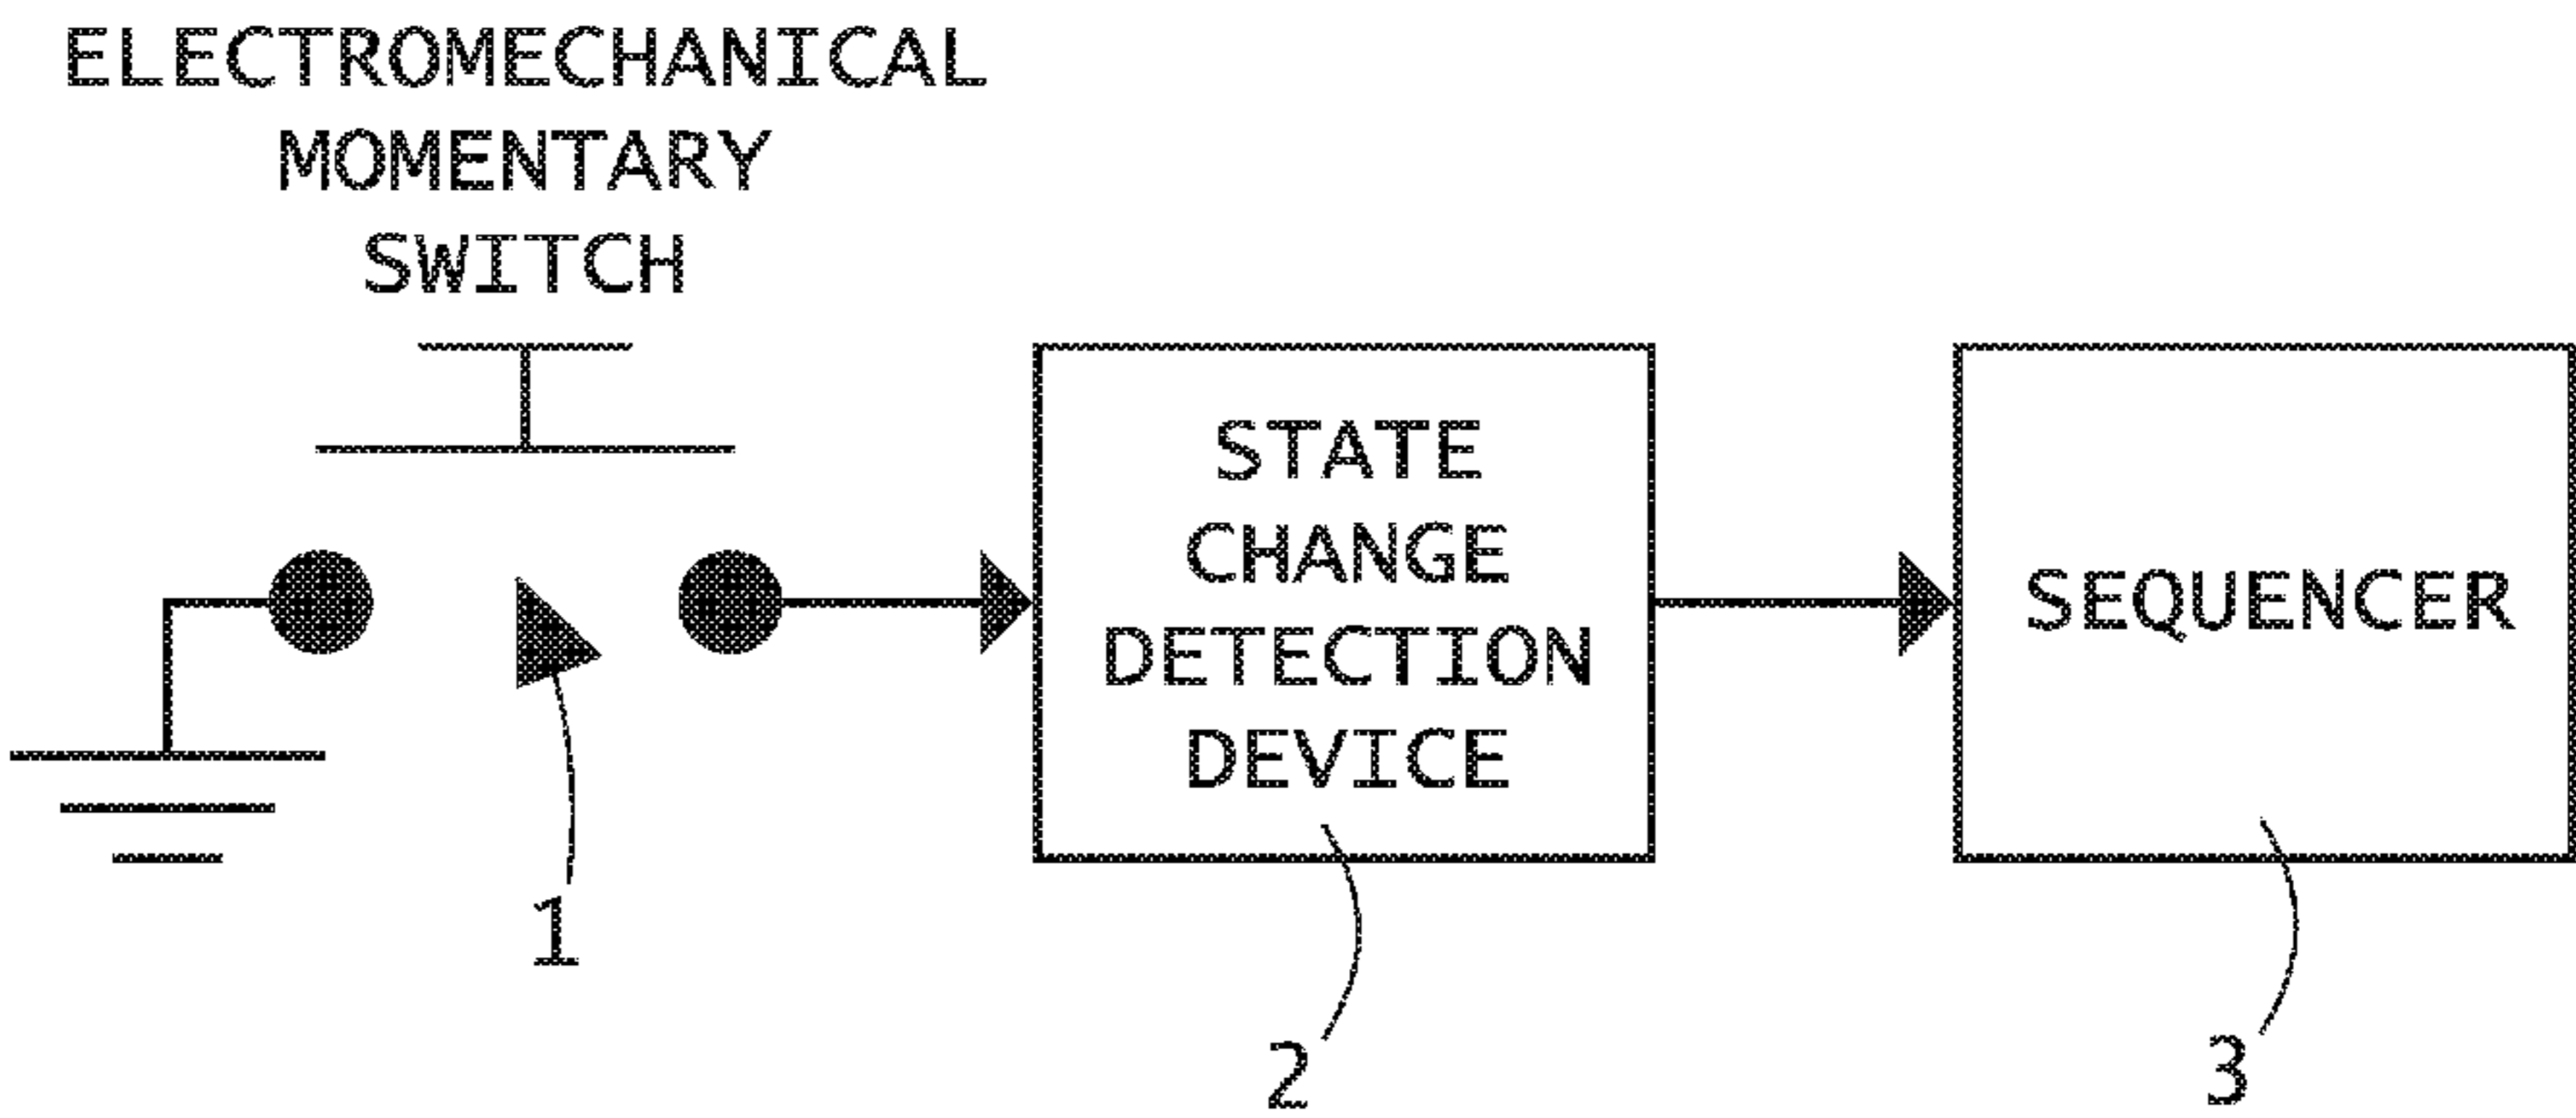 ELECTROMECHANICAL
MOMENTARY
SWITCH
STATE
CHANGE
DETECTION
DEVICE
SEQUENCER
1
2
3